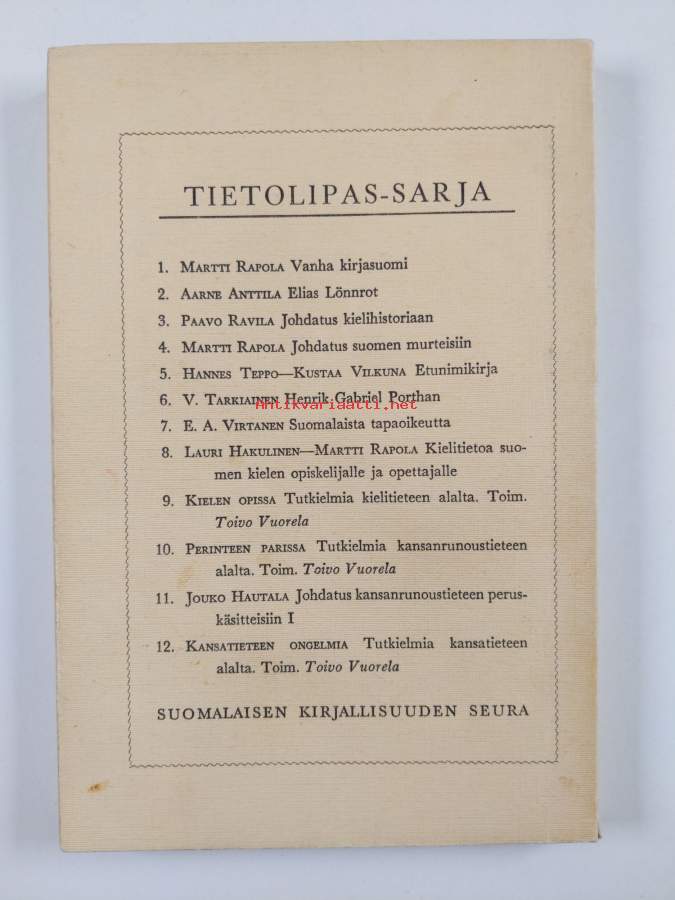 TIETOLIPAS-SARJA
1. MARTTI RAPOLA Vanha kirjasuomi
2. AARNE ANTTILA Elias Lönnrot
3. PAAVO RAVILA Johdatus kielihistoriaan
4. MARTTI RAPOLA Johdatus suomen murteisiin
5. HANNES TEPPO—KUSTAA VILKUNA Etunimikirja
6. V. TARKIAINEN Henrik Gabriel Porthan
Antikvariaatti.net
7. E. A. VIRTANEN Suomalaista tapaoikeutta
8. LAURI HAKULINEN—MARTTI RAPOLA Kielitietoa suo-
men kielen opiskelijalle ja opettajalle
9. KIELEN OPISSA Tutkielmia kielitieteen alalta. Toim.
Toivo Vuorela
10. PERINTEEN PARISSA Tutkielmia kansanrunoustieteen
alalta. Toim. Toivo Vuorela
11. JOUKO HAUTALA Johdatus kansanrunoustieteen perus-
käsitteisiin I
12. KANSATIETEEN ONGELMIA Tutkielmia kansatieteen
alalta. Toim. Toivo Vuorela
SUOMALAISEN KIRJALLISUUDEN SEURA